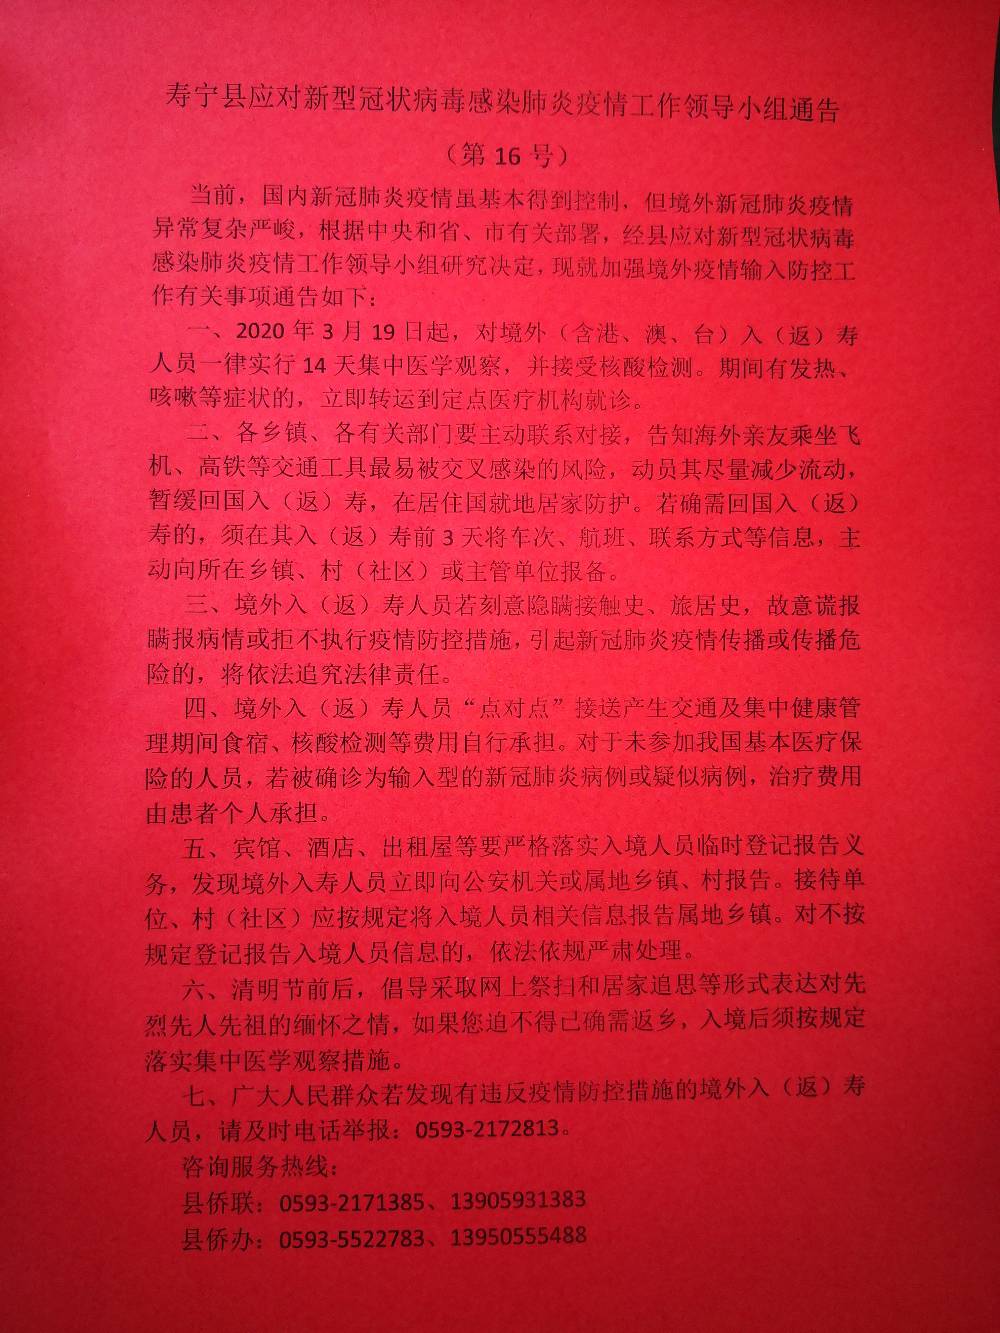 寿宁县应对新型冠状病毒感染肺炎疫情工作领导小组通告
（第 16 号）
当前，国内新冠肺炎疫情虽基本得到控制，但境外新冠肺炎疫情
异常复杂严峻，根据中央和省、市有关部署，经县应对新型冠状病毒
感染肺炎疫情工作领导小组研究决定，现就加强境外疫情输入防控工
作有关事项通告如下：
一、2020 年 3 月 19 日起，对境外（含港、澳、台）入（返）寿
人员一律实行 14 天集中医学观察，并接受核酸检测。期间有发热、
咳嗽等症状的，立即转运到定点医疗机构就诊。
二、各乡镇、各有关部门要主动联系对接，告知海外亲友乘坐飞
机、高铁等交通工具最易被交叉感染的风险，动员其尽量减少流动，
暂缓回国入（返）寿，在居住国就地居家防护。若确需回国入（返）
寿的，须在其入（返）寿前 3 天将车次、航班、联系方式等信息，主
动向所在乡镇、村（社区）或主管单位报备。
三、境外入（返）寿人员若刻意隐瞒接触史、旅居史，故意谎报
瞒报病情或拒不执行疫情防控措施，引起新冠肺炎疫情传播或传播危
险的，将依法追究法律责任。
四、境外入（返）寿人员“点对点”接送产生交通及集中健康管
理期间食宿、核酸检测等费用自行承担。对于未参加我国基本医疗保
险的人员，若被确诊为输入型的新冠肺炎病例或疑似病例，治疗费用
由患者个人承担。
五、宾馆、酒店、出租屋等要严格落实入境人员临时登记报告义
务，发现境外入寿人员立即向公安机关或属地乡镇、村报告。接待单
位、村（社区）应按规定将入境人员相关信息报告属地乡镇。对不按
规定登记报告入境人员信息的，依法依规严肃处理。
六、清明节前后，倡导采取网上祭扫和居家追思等形式表达对先
烈先人先祖的缅怀之情，如果您迫不得已确需返乡，入境后须按规定
落实集中医学观察措施。
七、广大人民群众若发现有违反疫情防控措施的境外入（返）寿
人员，请及时电话举报：0593-2172813。
咨询服务热线：
县侨联：0593-2171385、13905931383
县侨办：0593-5522783、13950555488